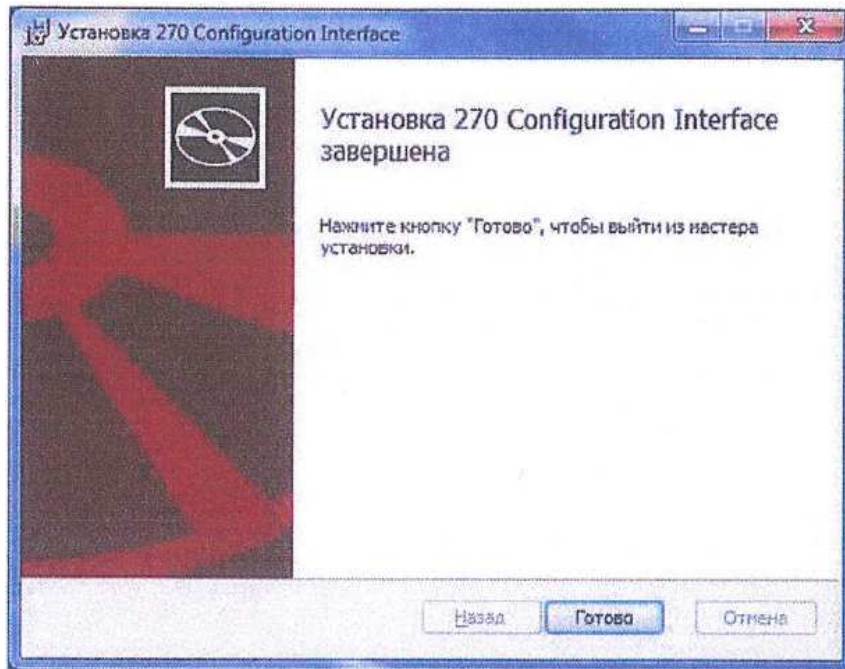 Установка 270 Configuration Interface
Установка 270 Configuration Interface
завершена
Нажмите кнопку "Готово", чтобы выйти из мастера
установки.
Назад
Готово
Отмена